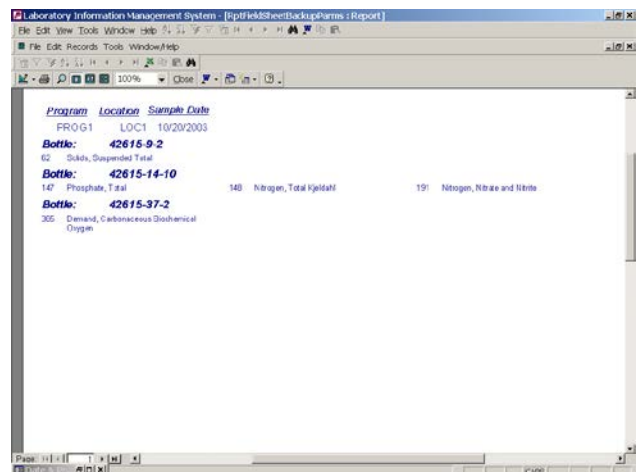 Laboratory Information Management System - [RptFieldSheetBackupParms : Report]
File Edit View Tools Window Help
File Edit Records Tools Window/Help
100% Close
Program Location Sample Date
PROG1 LOC1 10/20/2003
Bottle: 42615-9-2
62 Solids, Suspended Total
Bottle: 42615-14-10
147 Phosphate, Total 148 Nitrogen, Total Kjeldahl 191 Nitrogen, Nitrate and Nitrite
Bottle: 42615-37-2
305 Demand, Carbonaceous Biochemical
Oxygen
Page: 1